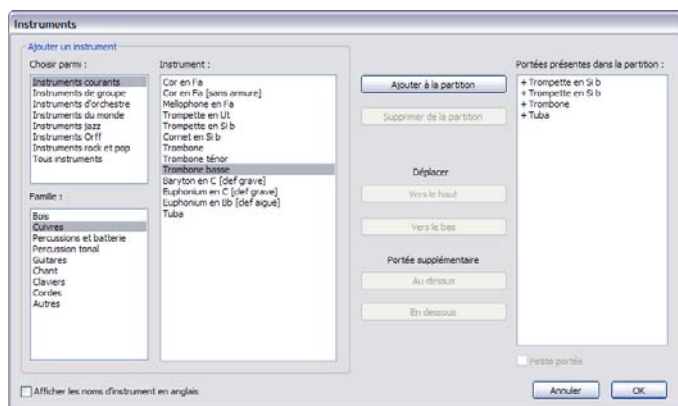 Instruments
Ajouter un instrument
Choisir parmi :
Instruments courants
Instruments de groupe
Instruments d'orchestre
Instruments du monde
Instruments jazz
Instruments Orff
Instruments rock et pop
Tous instruments
Famille :
Bois
Cuivres
Percussions et batterie
Percussion tonal
Guitares
Chant
Claviers
Cordes
Autres
Instrument :
Cor en Fa
Cor en Fa [sans armure]
Mellophone en Fa
Trompette en Ut
Trompette en Si b
Cornet en Si b
Trombone
Trombone ténor
Trombone basse
Baryton en C [def grave]
Euphonium en C [def grave]
Euphonium en Bb [def aiguë]
Tuba
Ajouter à la partition
Supprimer de la partition
Déplacer
Vers le haut
Vers le bas
Portée supplémentaire
Au-dessus
En dessous
Portées présentes dans la partition :
+ Trompette en Si b
+ Trompette en Si b
+ Trombone
+ Tuba
Petite portée
Afficher les noms d'instrument en anglais
Annuler
OK